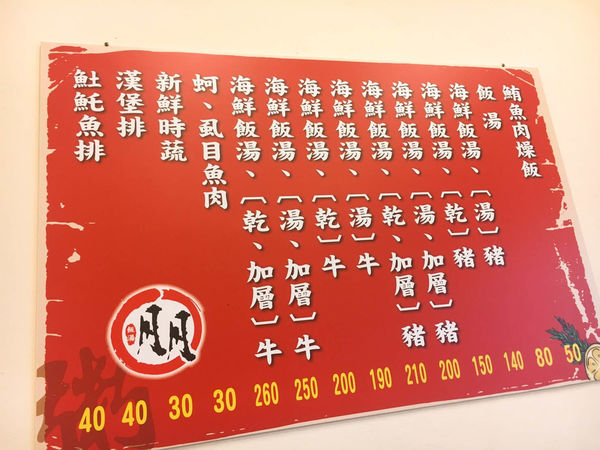 鮪魚肉燥飯 50
飯 湯 80
海鮮飯湯、〔湯〕豬 140
海鮮飯湯、〔乾〕豬 150
海鮮飯湯、〔湯、加層〕豬 200
海鮮飯湯、〔乾、加層〕豬 210
海鮮飯湯、〔湯〕牛 190
海鮮飯湯、〔乾〕牛 200
海鮮飯湯、〔湯、加層〕牛 250
海鮮飯湯、〔乾、加層〕牛 260
蚵、虱目魚肉 30
新鮮時蔬 30
漢堡排 40
𩵚魠魚排 40
粥